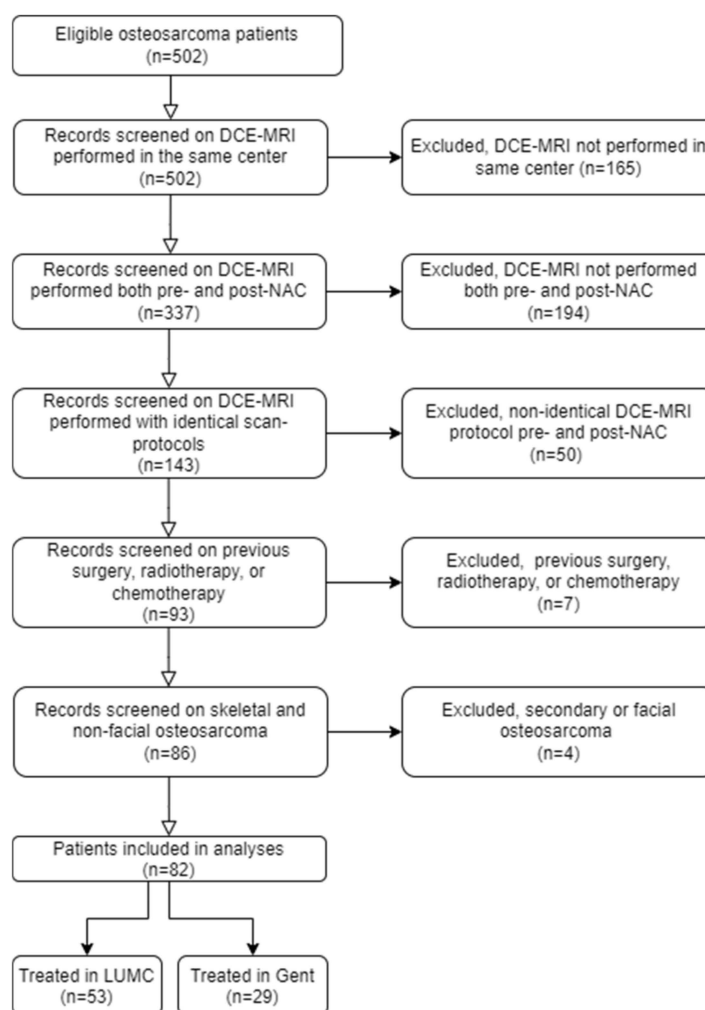 Eligible osteosarcoma patients
(n=502)
Records screened on DCE-MRI
performed in the same center
(n=502)
Excluded, DCE-MRI not performed in
same center (n=165)
Records screened on DCE-MRI
performed both pre- and post-NAC
(n=337)
Excluded, DCE-MRI not performed
both pre- and post-NAC
(n=194)
Records screened on DCE-MRI
performed with identical scan-
protocols
(n=143)
Excluded, non-identical DCE-MRI
protocol pre- and post-NAC
(n=50)
Records screened on previous
surgery, radiotherapy, or
chemotherapy
(n=93)
Excluded, previous surgery,
radiotherapy, or chemotherapy
(n=7)
Records screened on skeletal and
non-facial osteosarcoma
(n=86)
Excluded, secondary or facial
osteosarcoma
(n=4)
Patients included in analyses
(n=82)
Treated in LUMC
(n=53)
Treated in Gent
(n=29)